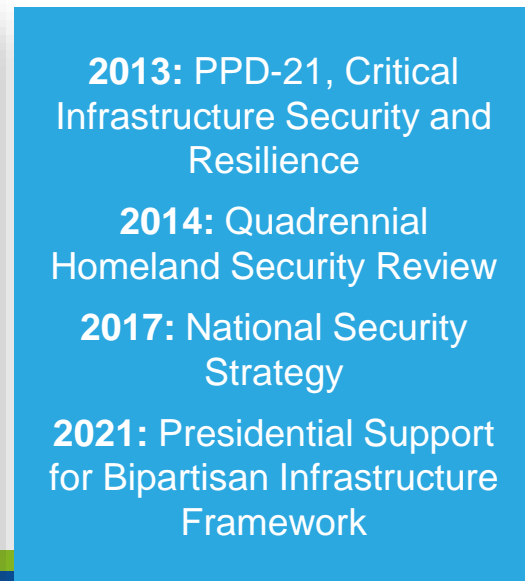 2013: PPD-21, Critical
Infrastructure Security and
Resilience
2014: Quadrennial
Homeland Security Review
2017: National Security
Strategy
2021: Presidential Support
for Bipartisan Infrastructure
Framework